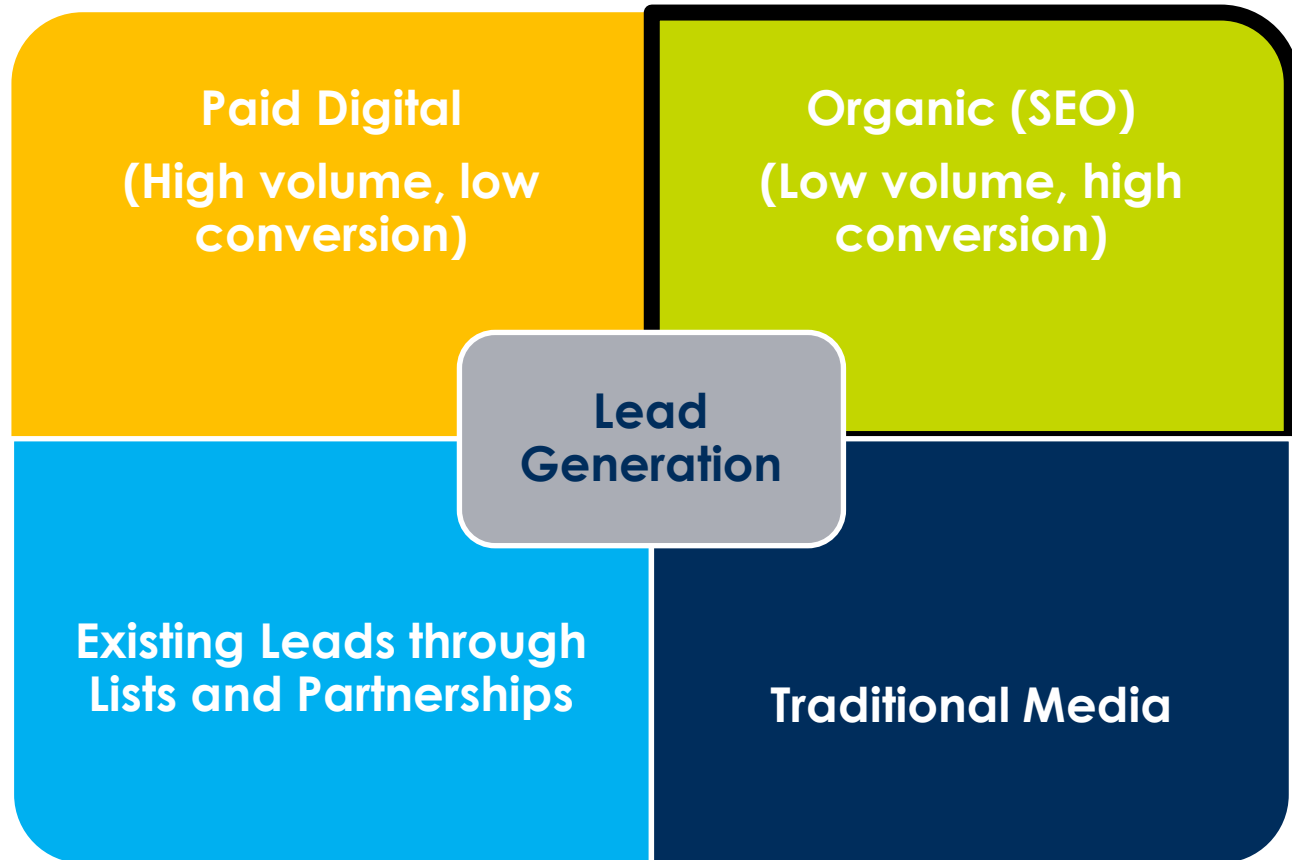 Paid Digital
(High volume, low
conversion)
Organic (SEO)
(Low volume, high
conversion)
Lead
Generation
Existing Leads through
Lists and Partnerships
Traditional Media